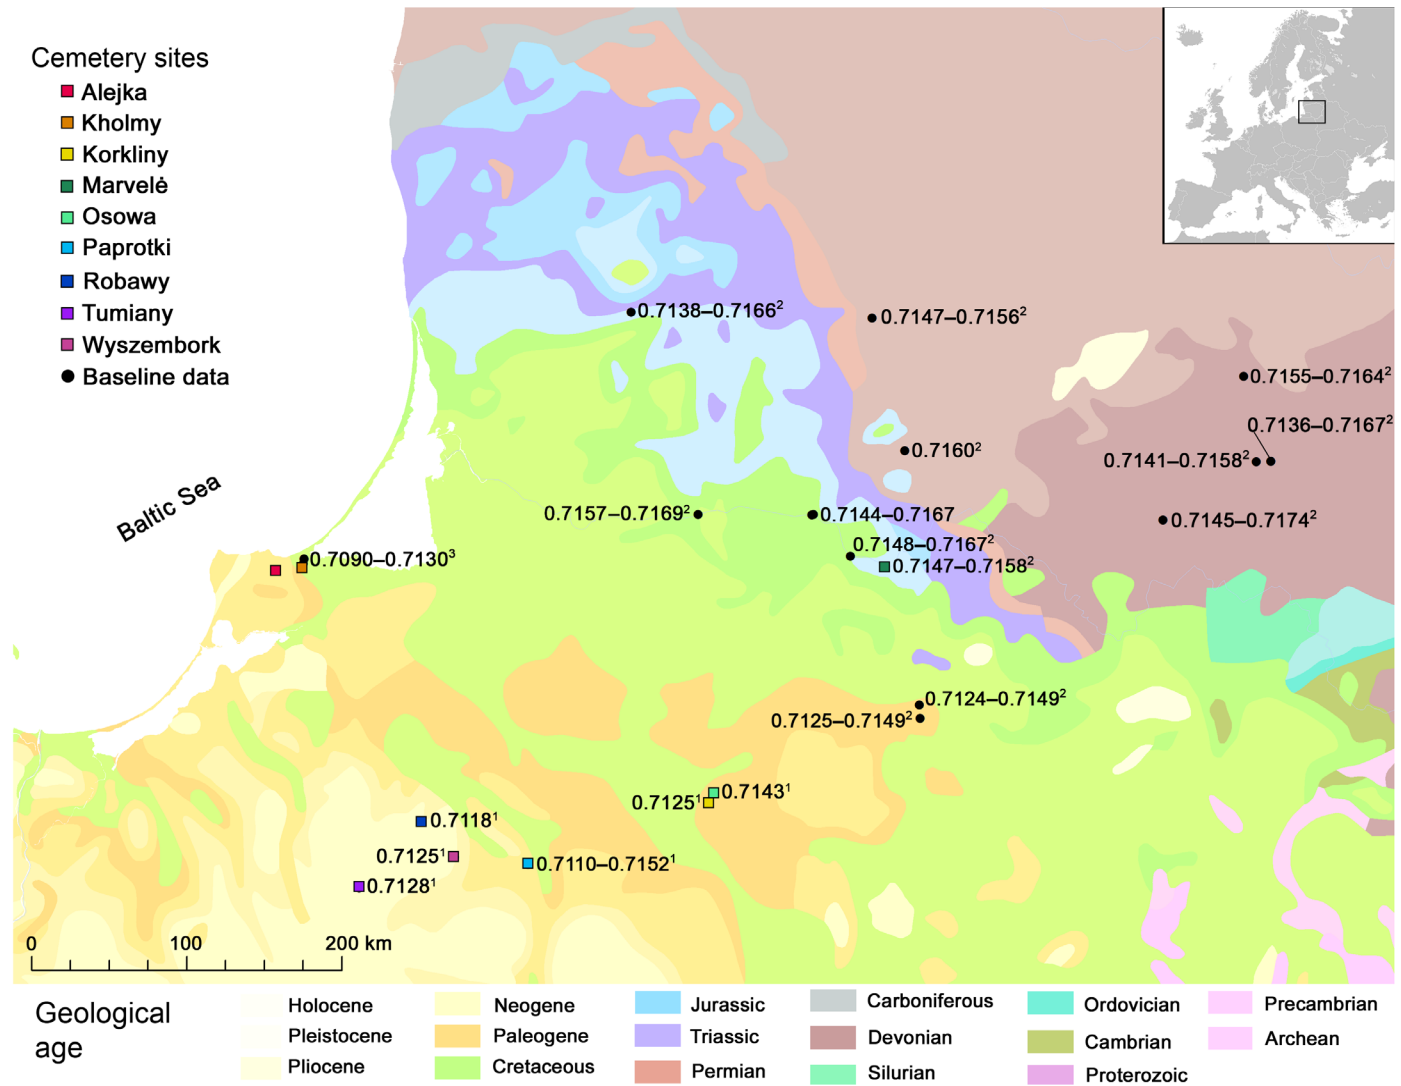 Cemetery sites
Alejka
Kholmy
Korkliny
Marvelė
Osowa
Paprotki
Robawy
Tumiany
Wyszembork
Baseline data
Baltic Sea
0.7138–0.7166²
0.7147–0.7156²
0.7155–0.7164²
0.7136–0.7167²
0.7160²
0.7141–0.7158²
0.7157–0.7169²
0.7144–0.7167
0.7145–0.7174²
0.7148–0.7167²
0.7090–0.7130³
0.7147–0.7158²
0.7124–0.7149²
0.7125–0.7149²
0.7143¹
0.7125¹
0.7118¹
0.7125¹
0.7110–0.7152¹
0.7128¹
0 100 200 km
Geological
age
Holocene
Pleistocene
Pliocene
Neogene
Paleogene
Cretaceous
Jurassic
Triassic
Permian
Carboniferous
Devonian
Silurian
Ordovician
Cambrian
Proterozoic
Precambrian
Archean